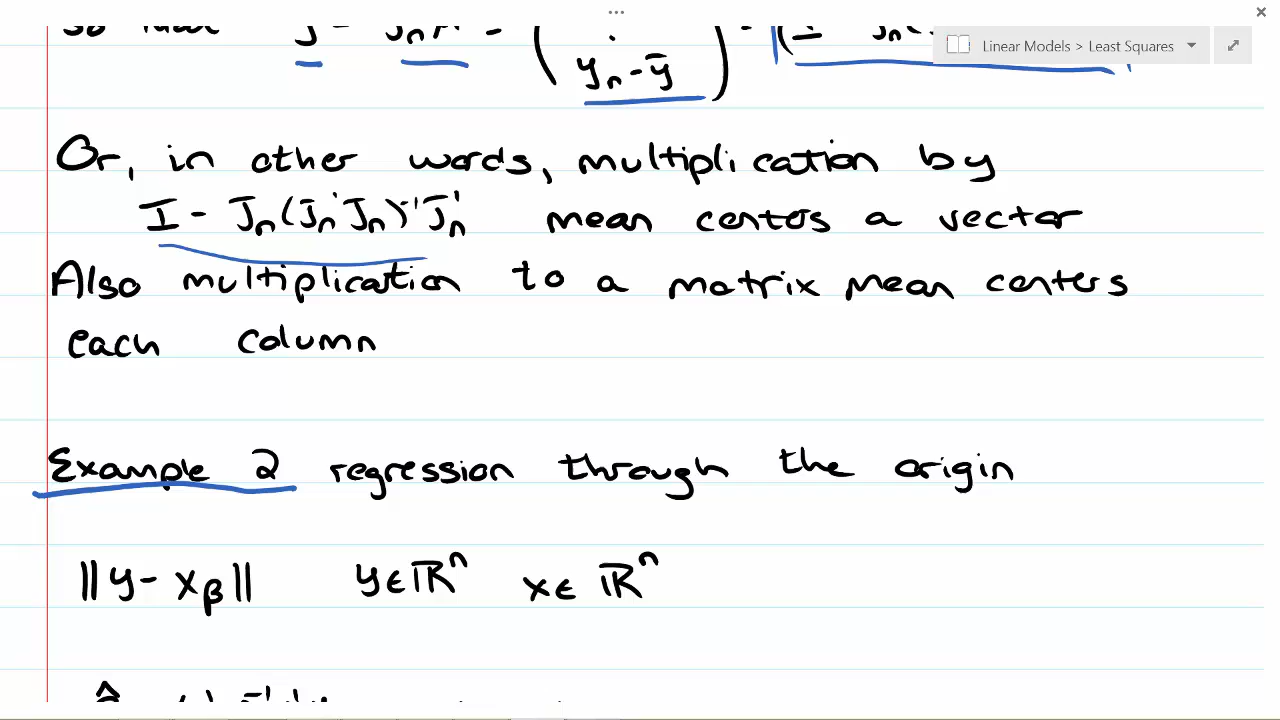 Linear Models > Least Squares
yₙ - ȳ
Or, in other words, multiplication by
I - Jₙ(Jₙ'Jₙ)⁻¹Jₙ' mean centers a vector
Also multiplication to a matrix mean centers
each column
Example 2 regression through the origin
||y - xβ|| y ∈ ℝⁿ x ∈ ℝⁿ